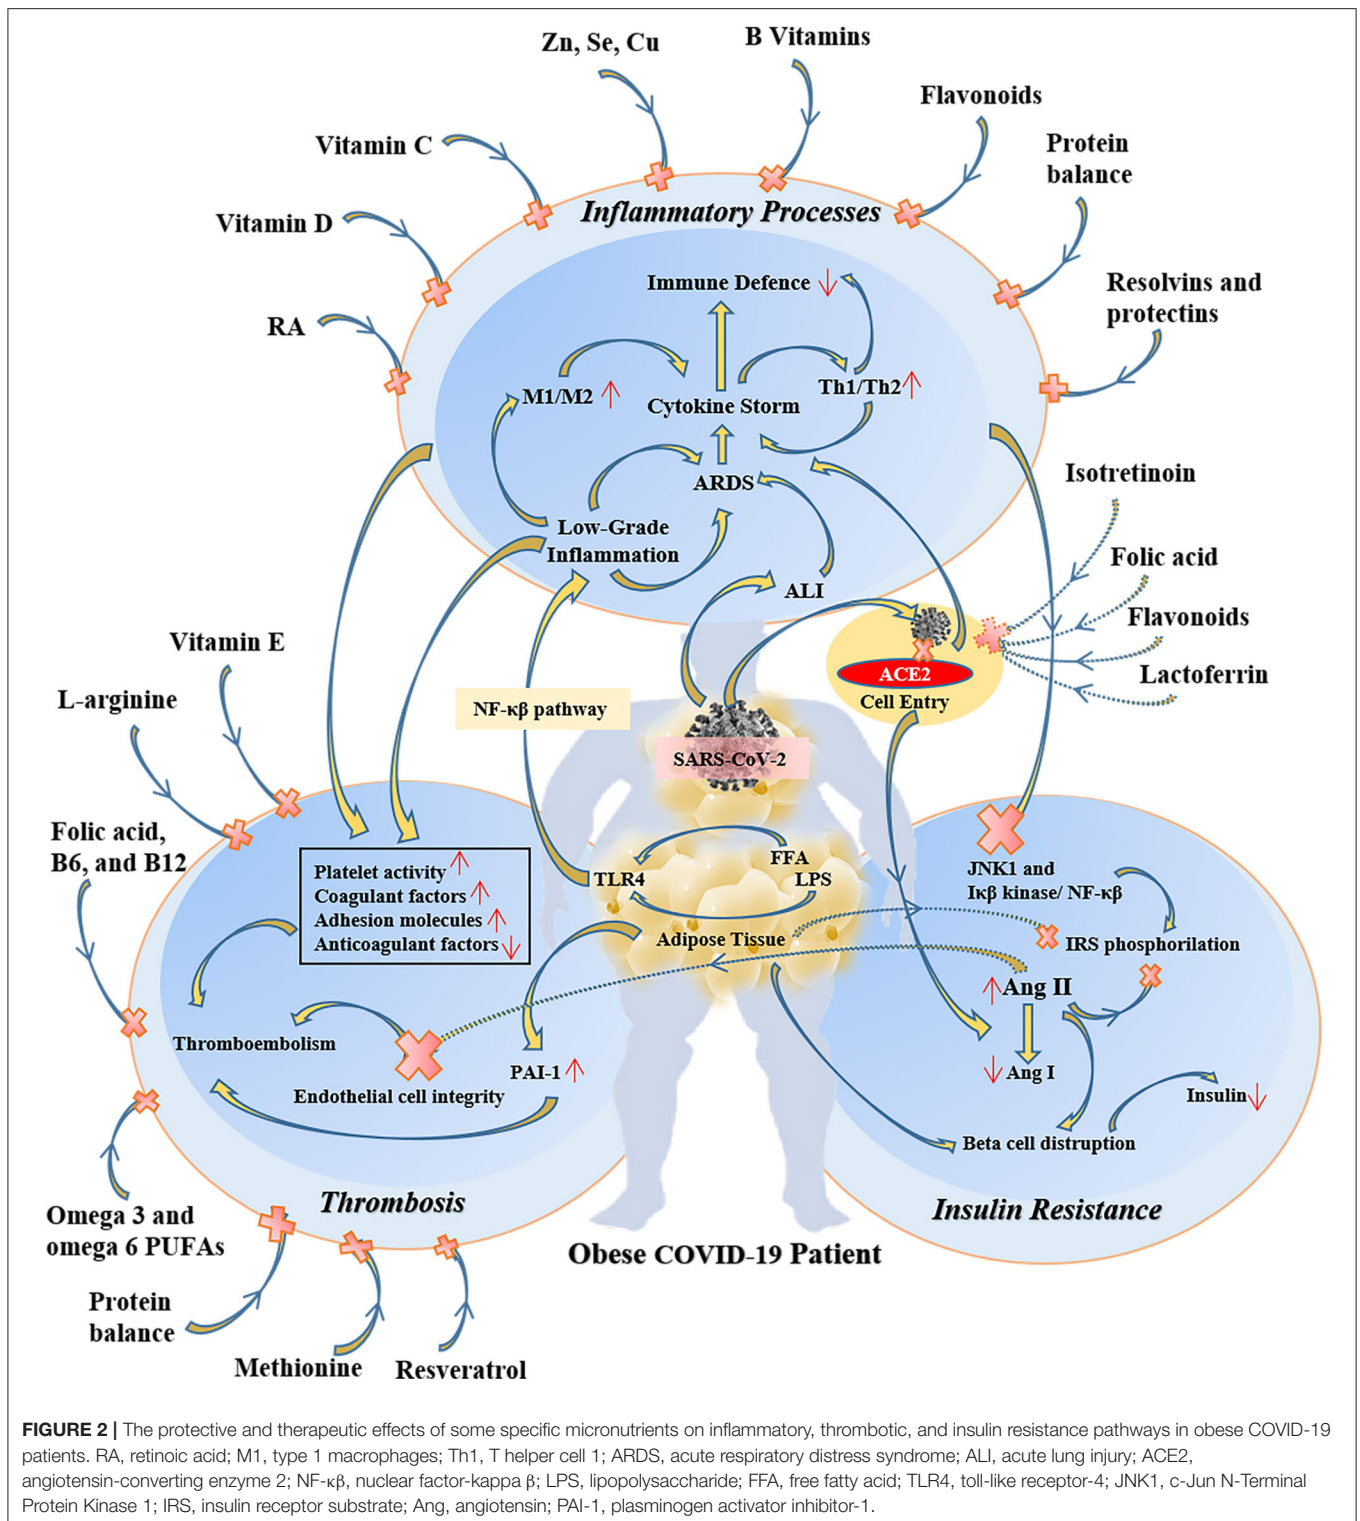 Zn, Se, Cu
B Vitamins
Flavonoids
Vitamin C
Protein
balance
Vitamin D
Inflammatory Processes
Resolvins and
protectins
RA
Immune Defence
M1/M2
Th1/Th2
Cytokine Storm
ARDS
Isotretinoin
Low-Grade
Inflammation
ALI
Folic acid
Flavonoids
Lactoferrin
ACE2
Cell Entry
Vitamin E
L-arginine
NF-κβ pathway
SARS-CoV-2
Folic acid,
B6, and B12
Platelet activity
Coagulant factors
Adhesion molecules
Anticoagulant factors
TLR4
FFA
LPS
Adipose Tissue
JNK1 and
Iκβ kinase/ NF-κβ
IRS phosphorilation
Ang II
Ang I
Thromboembolism
Endothelial cell integrity
PAI-1
Insulin
Beta cell distruption
Thrombosis
Insulin Resistance
Omega 3 and
omega 6 PUFAs
Obese COVID-19 Patient
Protein
balance
Methionine
Resveratrol
FIGURE 2 | The protective and therapeutic effects of some specific micronutrients on inflammatory, thrombotic, and insulin resistance pathways in obese COVID-19
patients. RA, retinoic acid; M1, type 1 macrophages; Th1, T helper cell 1; ARDS, acute respiratory distress syndrome; ALI, acute lung injury; ACE2,
angiotensin-converting enzyme 2; NF-κβ, nuclear factor-kappa β; LPS, lipopolysaccharide; FFA, free fatty acid; TLR4, toll-like receptor-4; JNK1, c-Jun N-Terminal
Protein Kinase 1; IRS, insulin receptor substrate; Ang, angiotensin; PAI-1, plasminogen activator inhibitor-1.